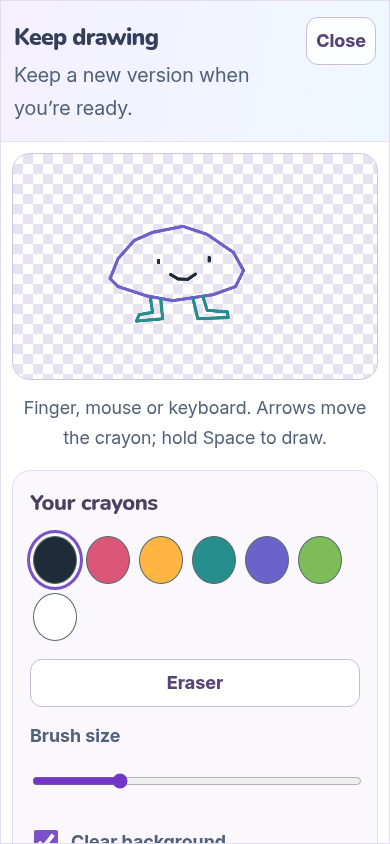 Keep drawing
Close
Keep a new version when
you’re ready.
Finger, mouse or keyboard. Arrows move
the crayon; hold Space to draw.
Your crayons
Eraser
Brush size
Clear background